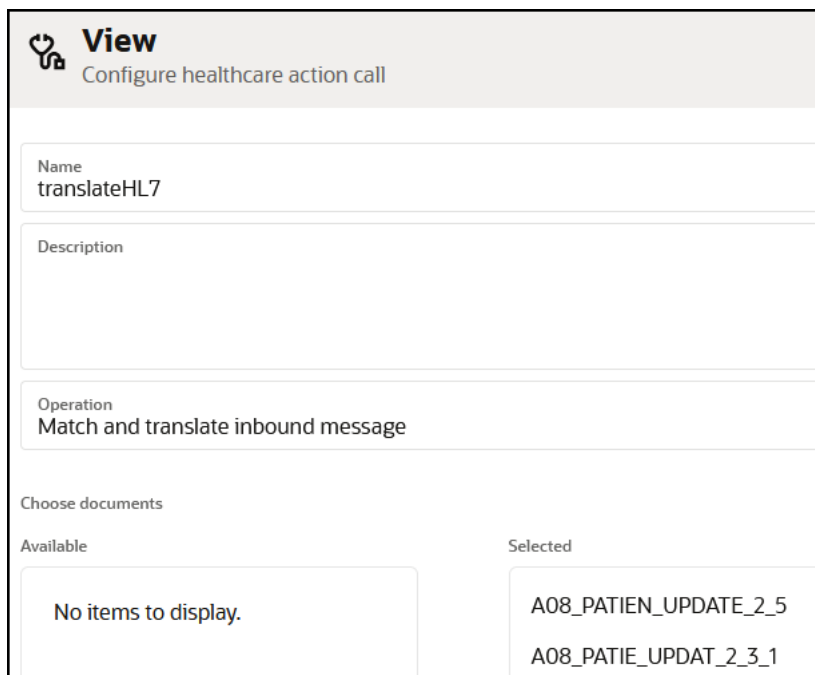 View
Configure healthcare action call
Name
translateHL7
Description
Operation
Match and translate inbound message
Choose documents
Available
Selected
No items to display.
A08_PATIEN_UPDATE_2_5
A08_PATIE_UPDAT_2_3_1